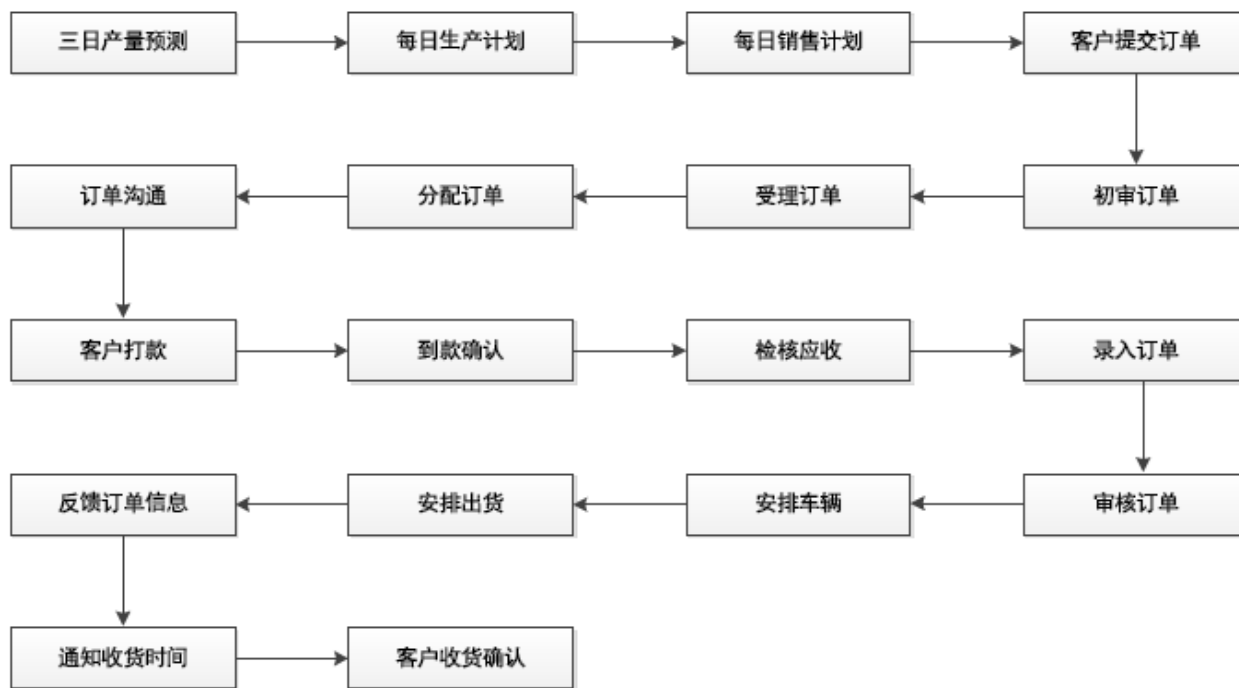 三日产量预测
每日生产计划
每日销售计划
客户提交订单
初审订单
受理订单
分配订单
订单沟通
客户打款
到款确认
检核应收
录入订单
审核订单
安排车辆
安排出货
反馈订单信息
通知收货时间
客户收货确认